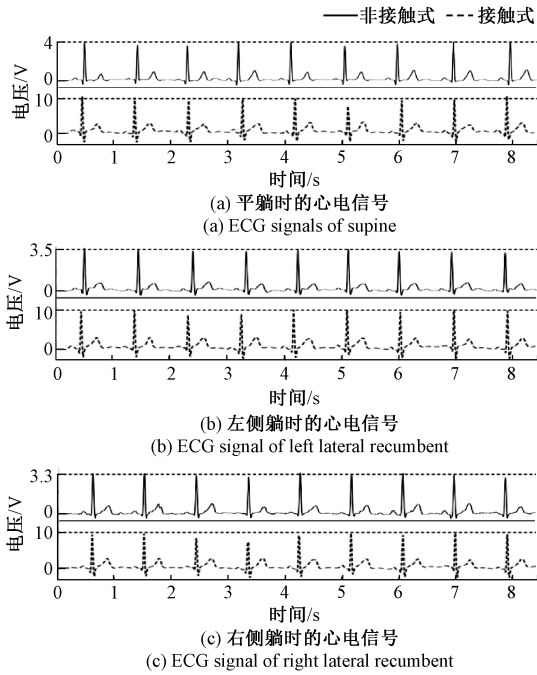 非接触式 接触式
4
0
10
0
电压/V
0 1 2 3 4 5 6 7 8
时间/s
(a) 平躺时的心电信号
(a) ECG signals of supine
3.5
0
10
0
电压/V
0 1 2 3 4 5 6 7 8
时间/s
(b) 左侧躺时的心电信号
(b) ECG signal of left lateral recumbent
3.3
0
10
0
电压/V
0 1 2 3 4 5 6 7 8
时间/s
(c) 右侧躺时的心电信号
(c) ECG signal of right lateral recumbent